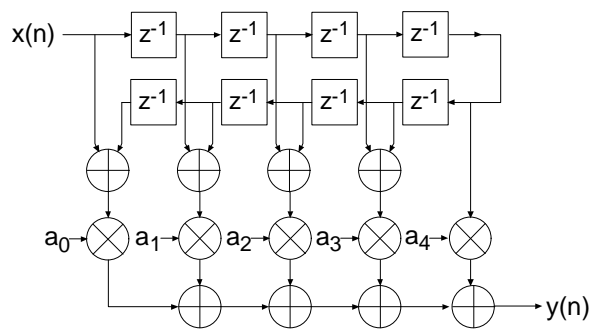 x(n) z⁻¹ z⁻¹ z⁻¹ z⁻¹
z⁻¹ z⁻¹ z⁻¹ z⁻¹
a₀ a₁ a₂ a₃ a₄
y(n)